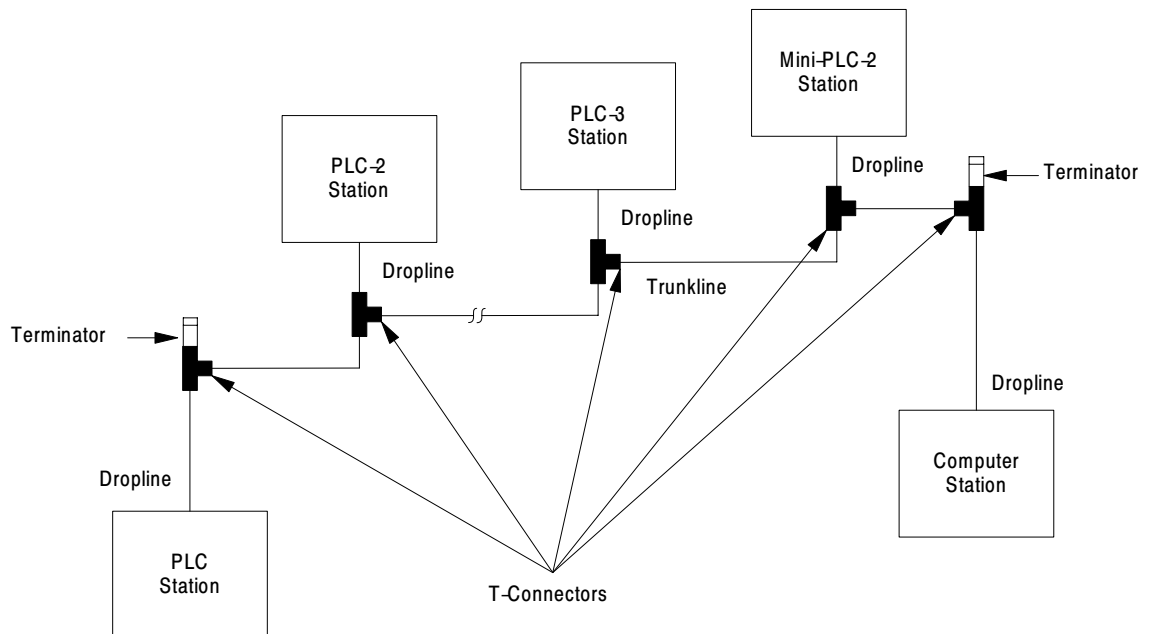 Mini-PLC-2
Station
PLC-3
Station
PLC-2
Station
Dropline
Terminator
Dropline
Dropline
Trunkline
Terminator
Dropline
Dropline
Computer
Station
PLC
Station
T-Connectors